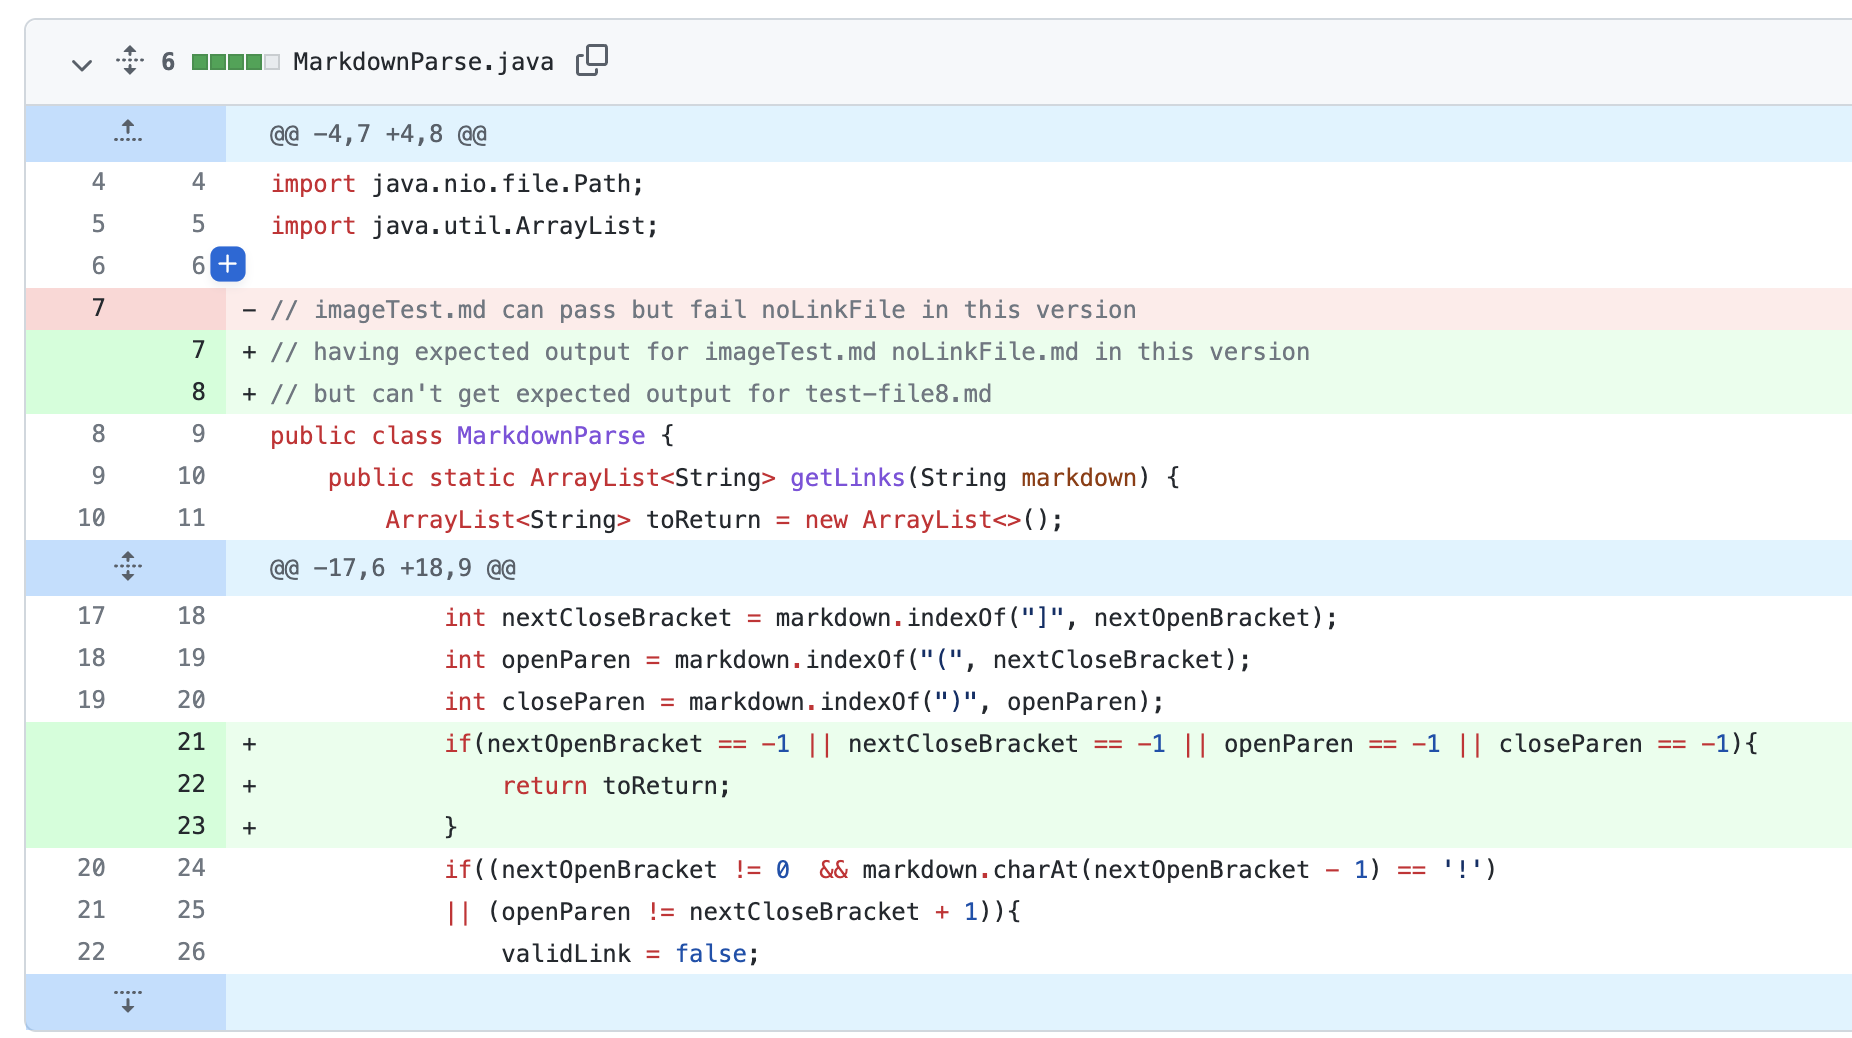 6 MarkdownParse.java
@@ -4,7 +4,8 @@
4 4 import java.nio.file.Path;
5 5 import java.util.ArrayList;
6 6 +
7 - // imageTest.md can pass but fail noLinkFile in this version
7 + // having expected output for imageTest.md noLinkFile.md in this version
8 + // but can't get expected output for test-file8.md
8 9 public class MarkdownParse {
9 10     public static ArrayList<String> getLinks(String markdown) {
10 11         ArrayList<String> toReturn = new ArrayList<>();
@@ -17,6 +18,9 @@
17 18             int nextCloseBracket = markdown.indexOf("]", nextOpenBracket);
18 19             int openParen = markdown.indexOf("(", nextCloseBracket);
19 20             int closeParen = markdown.indexOf(")", openParen);
21 +             if(nextOpenBracket == -1 || nextCloseBracket == -1 || openParen == -1 || closeParen == -1){
22 +                 return toReturn;
23 +             }
20 24             if((nextOpenBracket != 0  && markdown.charAt(nextOpenBracket - 1) == '!')
21 25             || (openParen != nextCloseBracket + 1)){
22 26                 validLink = false;